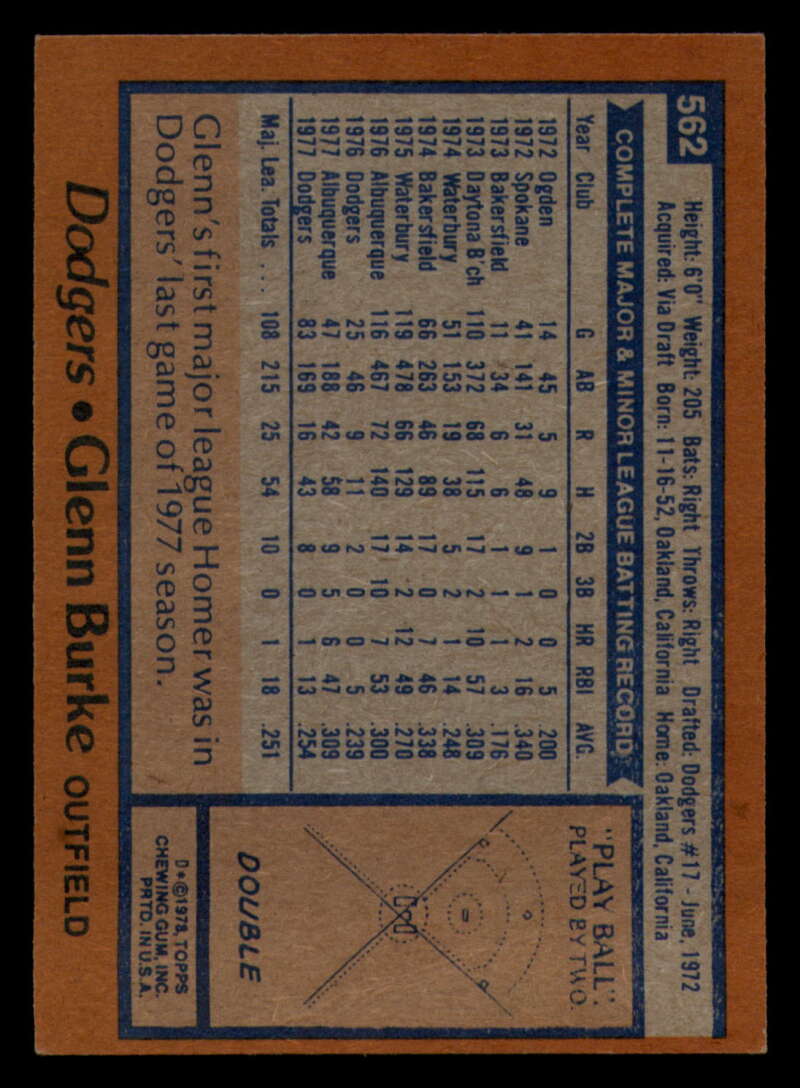 562
Height: 6'0" Weight: 205 Bats: Right Throws: Right Drafted: Dodgers #17 - June, 1972
Acquired: Via Draft Born: 11-16-52, Oakland, California Home: Oakland, California
COMPLETE MAJOR & MINOR LEAGUE BATTING RECORD
Year Club G AB R H 2B 3B HR RBI AVG.
1972 Ogden 14 45 5 9 1 0 0 5 .200
1972 Spokane 41 141 31 48 9 1 2 16 .340
1973 Bakersfield 11 34 6 6 1 1 1 3 .176
1973 Daytona B'ch 110 372 68 115 17 2 10 57 .309
1974 Waterbury 51 153 19 38 5 2 1 14 .248
1974 Bakersfield 66 263 46 89 17 0 7 46 .338
1975 Waterbury 119 478 66 129 14 2 12 49 .270
1976 Albuquerque 116 467 72 140 17 10 7 53 .300
1976 Dodgers 25 46 9 11 2 0 0 5 .239
1977 Albuquerque 47 188 42 58 9 5 6 47 .309
1977 Dodgers 83 169 16 43 8 0 1 13 .254
Maj. Lea. Totals ... 108 215 25 54 10 0 1 18 .251
Glenn's first major league Homer was in
Dodgers' last game of 1977 season.
"PLAY BALL":
PLAYED BY TWO.
DOUBLE
D*©1978, TOPPS
CHEWING GUM, INC.
PRTD. IN U.S.A.
Dodgers • Glenn Burke OUTFIELD